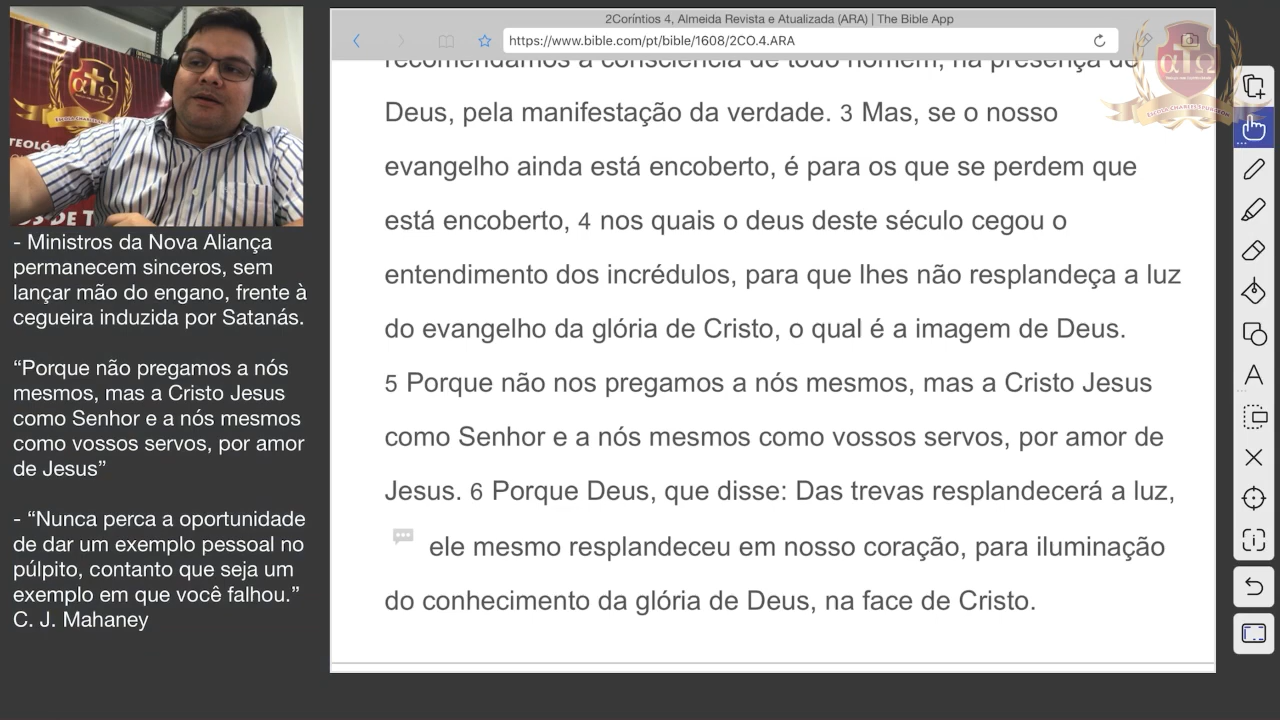 2Coríntios 4, Almeida Revista e Atualizada (ARA) | The Bible App
https://www.bible.com/pt/bible/1608/2CO.4.ARA
recomendamos à consciência de todo homem, na presença de
Deus, pela manifestação da verdade. 3 Mas, se o nosso
evangelho ainda está encoberto, é para os que se perdem que
está encoberto, 4 nos quais o deus deste século cegou o
entendimento dos incrédulos, para que lhes não resplandeça a luz
do evangelho da glória de Cristo, o qual é a imagem de Deus.
5 Porque não nos pregamos a nós mesmos, mas a Cristo Jesus
como Senhor e a nós mesmos como vossos servos, por amor de
Jesus. 6 Porque Deus, que disse: Das trevas resplandecerá a luz,
ele mesmo resplandeceu em nosso coração, para iluminação
do conhecimento da glória de Deus, na face de Cristo.
- Ministros da Nova Aliança
permanecem sinceros, sem
lançar mão do engano, frente à
cegueira induzida por Satanás.
“Porque não pregamos a nós
mesmos, mas a Cristo Jesus
como Senhor e a nós mesmos
como vossos servos, por amor
de Jesus”
- “Nunca perca a oportunidade
de dar um exemplo pessoal no
púlpito, contanto que seja um
exemplo em que você falhou.”
C. J. Mahaney